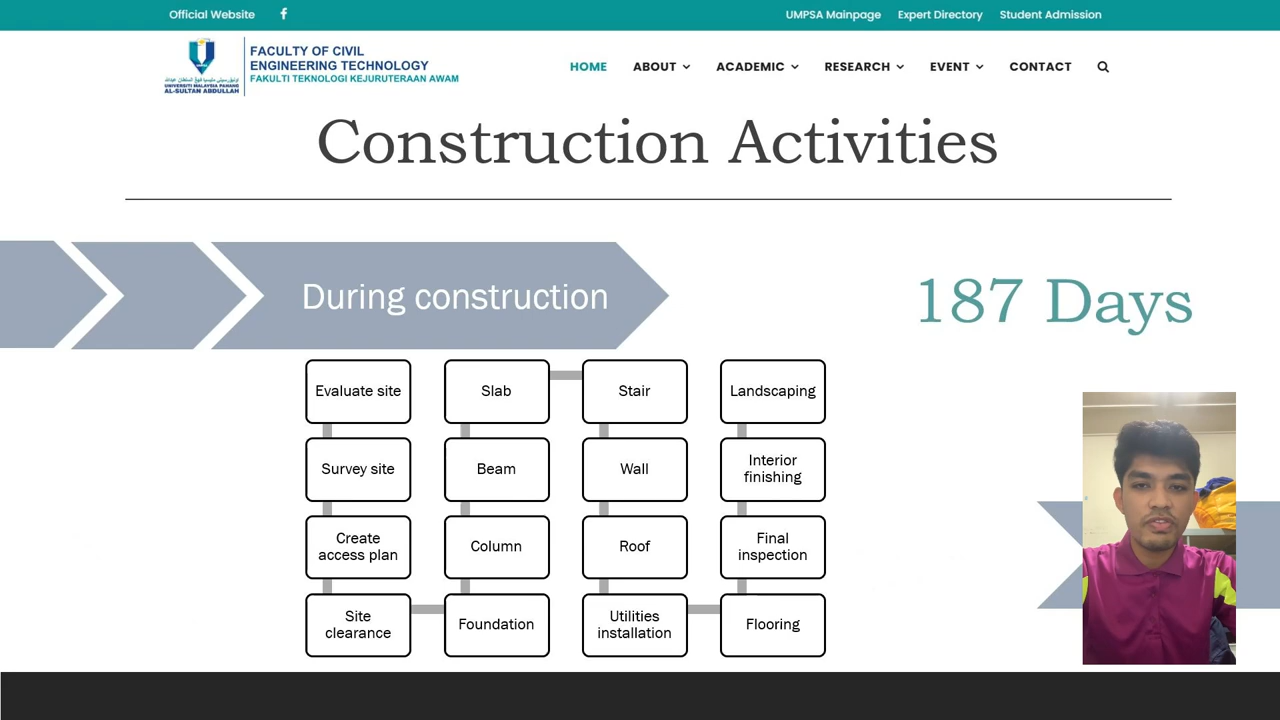 Official Website
f
UMPSA Mainpage
Expert Directory
Student Admission
FACULTY OF CIVIL
ENGINEERING TECHNOLOGY
FAKULTI TEKNOLOGI KEJURUTERAAN AWAM
UNIVERSITI MALAYSIA PAHANG
AL-SULTAN ABDULLAH
HOME
ABOUT
ACADEMIC
RESEARCH
EVENT
CONTACT
Construction Activities
During construction
187 Days
Evaluate site
Survey site
Create
access plan
Site
clearance
Foundation
Column
Beam
Slab
Stair
Wall
Roof
Utilities
installation
Flooring
Final
inspection
Interior
finishing
Landscaping